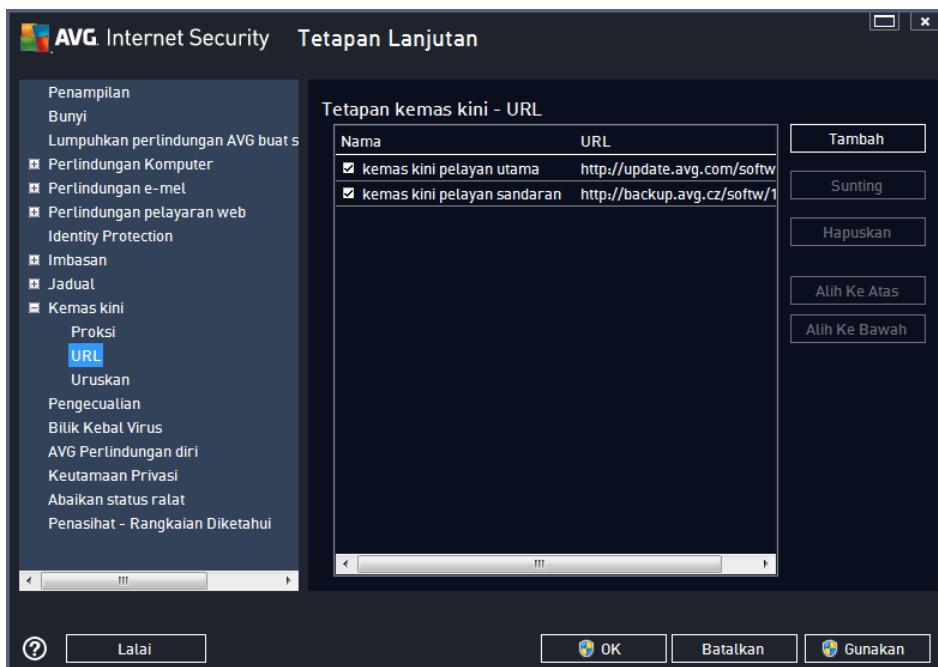 AVG. Internet Security Tetapan Lanjutan
Penampilan
Bunyi
Lumpuhkan perlindungan AVG buat s
Perlindungan Komputer
Perlindungan e-mel
Perlindungan pelayaran web
Identity Protection
Imbasan
Jadual
Kemas kini
Proksi
URL
Uruskan
Pengecualian
Bilik Kebal Virus
AVG Perlindungan diri
Keutamaan Privasi
Abaikan status ralat
Penasihat - Rangkaian Diketahui
Tetapan kemas kini - URL
Nama URL
kemas kini pelayan utama http://update.avg.com/softw
kemas kini pelayan sandaran http://backup.avg.cz/softw/1
Tambah
Sunting
Hapuskan
Alih Ke Atas
Alih Ke Bawah
Lalai
OK
Batalkan
Gunakan